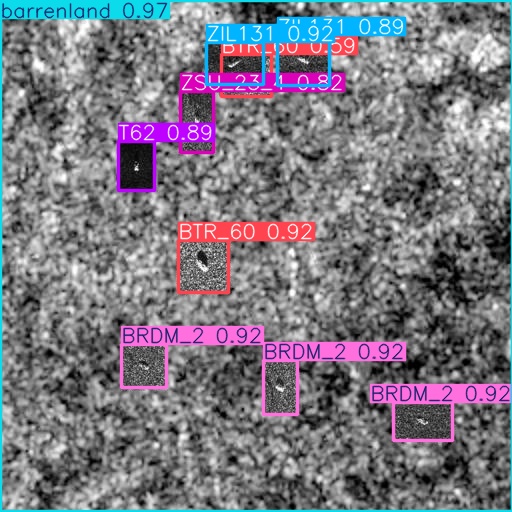 barrenland 0.97
ZIL131 0.89
ZIL131 0.92
BTR_60 0.59
ZSU_23_4 0.82
T62 0.89
BTR_60 0.92
BRDM_2 0.92
BRDM_2 0.92
BRDM_2 0.92